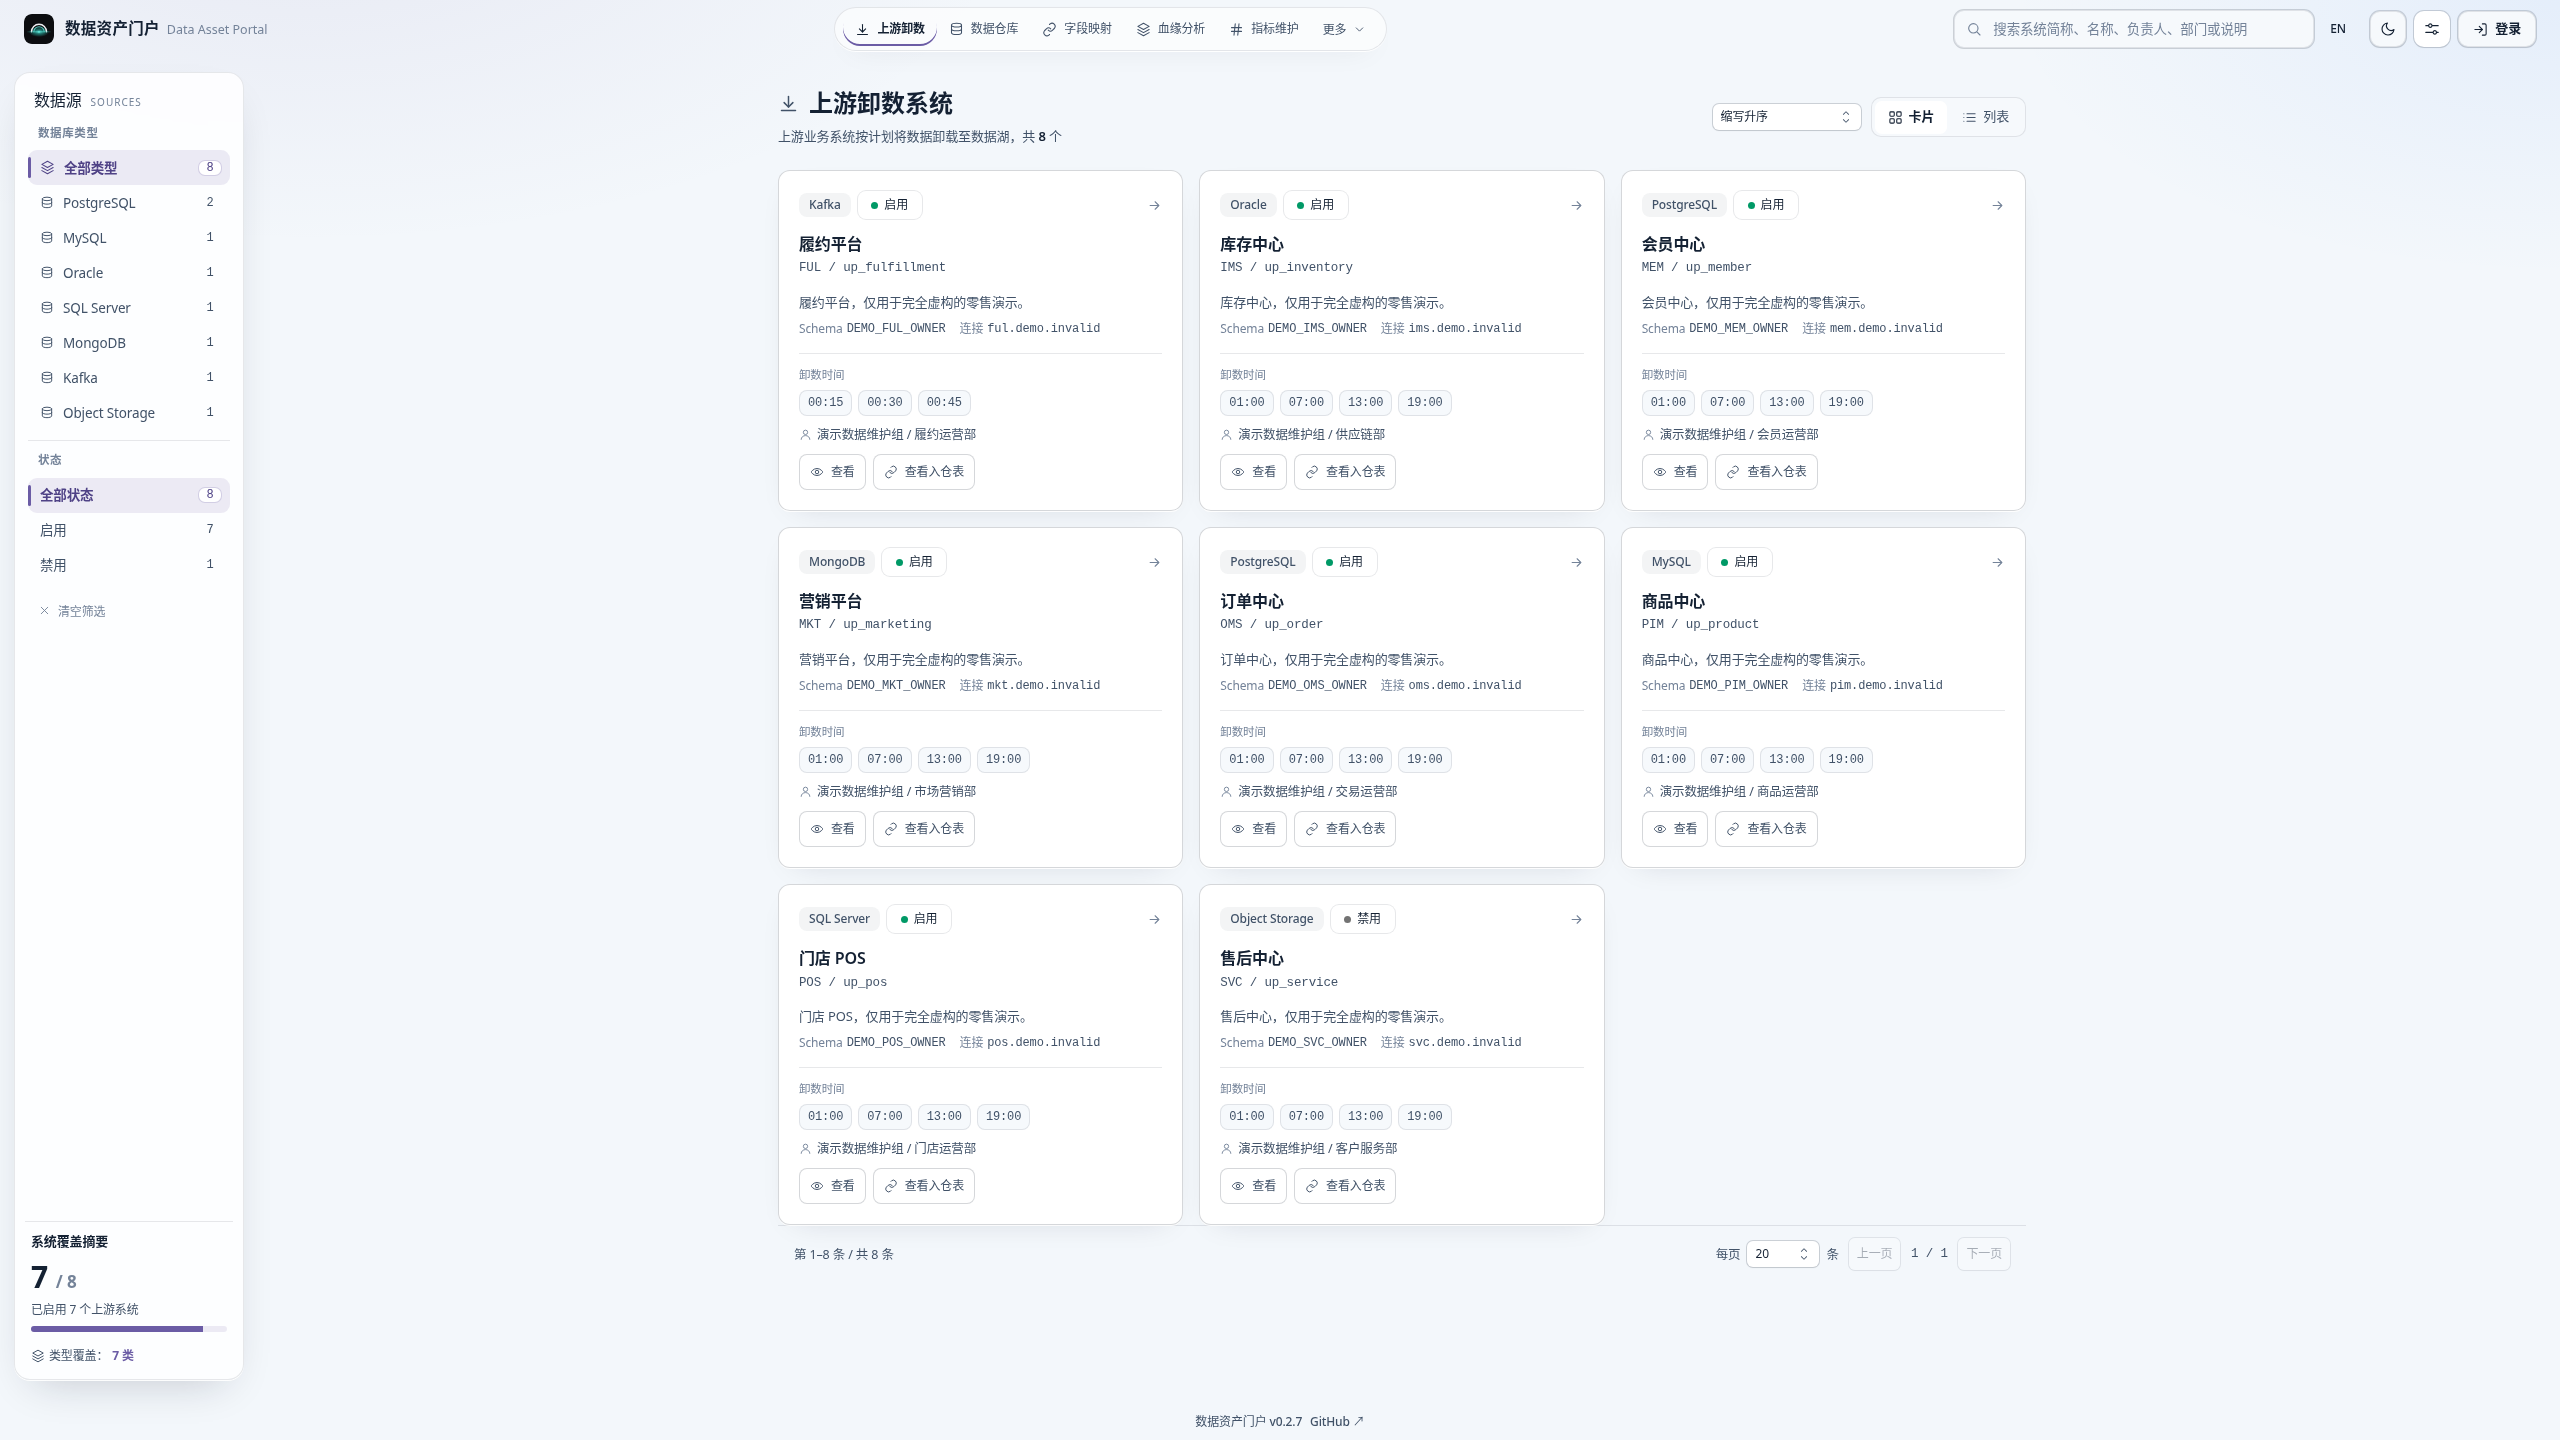 数据资产门户 Data Asset Portal
上游卸数 数据仓库 字段映射 血缘分析 指标维护 更多
搜索系统简称、名称、负责人、部门或说明
EN
登录
数据源 SOURCES
数据库类型
全部类型 8
PostgreSQL 2
MySQL 1
Oracle 1
SQL Server 1
MongoDB 1
Kafka 1
Object Storage 1
状态
全部状态 8
启用 7
禁用 1
清空筛选
系统覆盖摘要
7 / 8
已启用 7 个上游系统
类型覆盖： 7 类
上游卸数系统
上游业务系统按计划将数据卸载至数据湖，共 8 个
缩写升序 卡片 列表
Kafka 启用
履约平台
FUL / up_fulfillment
履约平台，仅用于完全虚构的零售演示。
Schema DEMO_FUL_OWNER 连接 ful.demo.invalid
卸数时间
00:15 00:30 00:45
演示数据维护组 / 履约运营部
查看 查看入仓表
Oracle 启用
库存中心
IMS / up_inventory
库存中心，仅用于完全虚构的零售演示。
Schema DEMO_IMS_OWNER 连接 ims.demo.invalid
卸数时间
01:00 07:00 13:00 19:00
演示数据维护组 / 供应链部
查看 查看入仓表
PostgreSQL 启用
会员中心
MEM / up_member
会员中心，仅用于完全虚构的零售演示。
Schema DEMO_MEM_OWNER 连接 mem.demo.invalid
卸数时间
01:00 07:00 13:00 19:00
演示数据维护组 / 会员运营部
查看 查看入仓表
MongoDB 启用
营销平台
MKT / up_marketing
营销平台，仅用于完全虚构的零售演示。
Schema DEMO_MKT_OWNER 连接 mkt.demo.invalid
卸数时间
01:00 07:00 13:00 19:00
演示数据维护组 / 市场营销部
查看 查看入仓表
PostgreSQL 启用
订单中心
OMS / up_order
订单中心，仅用于完全虚构的零售演示。
Schema DEMO_OMS_OWNER 连接 oms.demo.invalid
卸数时间
01:00 07:00 13:00 19:00
演示数据维护组 / 交易运营部
查看 查看入仓表
MySQL 启用
商品中心
PIM / up_product
商品中心，仅用于完全虚构的零售演示。
Schema DEMO_PIM_OWNER 连接 pim.demo.invalid
卸数时间
01:00 07:00 13:00 19:00
演示数据维护组 / 商品运营部
查看 查看入仓表
SQL Server 启用
门店 POS
POS / up_pos
门店 POS，仅用于完全虚构的零售演示。
Schema DEMO_POS_OWNER 连接 pos.demo.invalid
卸数时间
01:00 07:00 13:00 19:00
演示数据维护组 / 门店运营部
查看 查看入仓表
Object Storage 禁用
售后中心
SVC / up_service
售后中心，仅用于完全虚构的零售演示。
Schema DEMO_SVC_OWNER 连接 svc.demo.invalid
卸数时间
01:00 07:00 13:00 19:00
演示数据维护组 / 客户服务部
查看 查看入仓表
第 1–8 条 / 共 8 条
每页 20 条 上一页 1 / 1 下一页
数据资产门户 v0.2.7 GitHub ↗